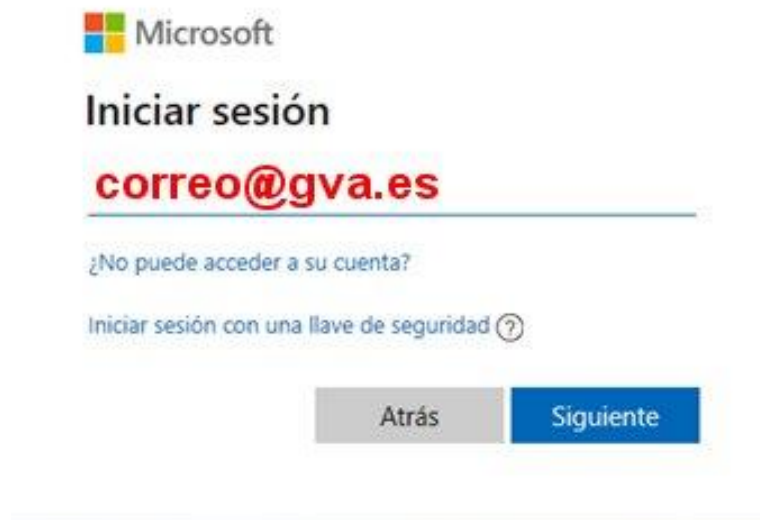 Microsoft
Iniciar sesión
correo@gva.es
¿No puede acceder a su cuenta?
Iniciar sesión con una llave de seguridad ?
Atrás Siguiente